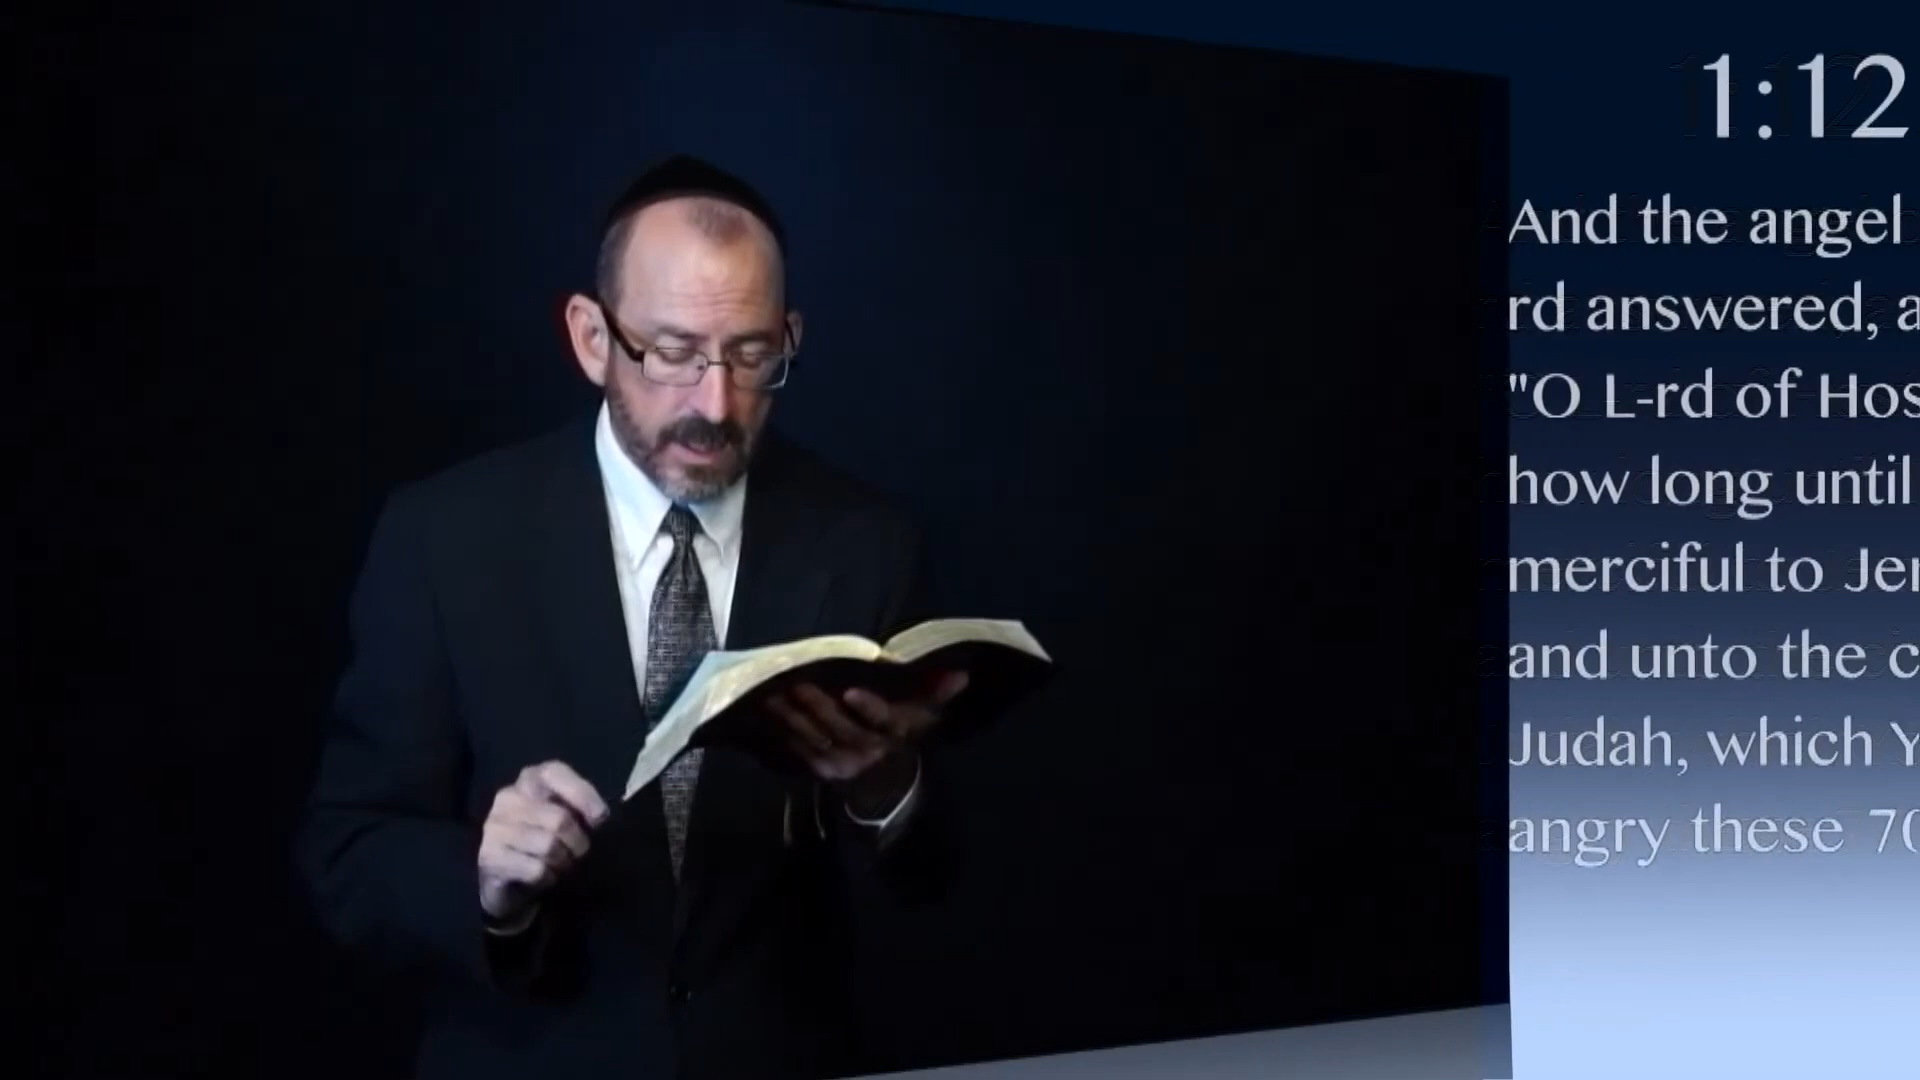 1:12
And the angel
rd answered, a
"O L-rd of Hos
how long until
merciful to Jer
and unto the c
Judah, which Y
angry these 70